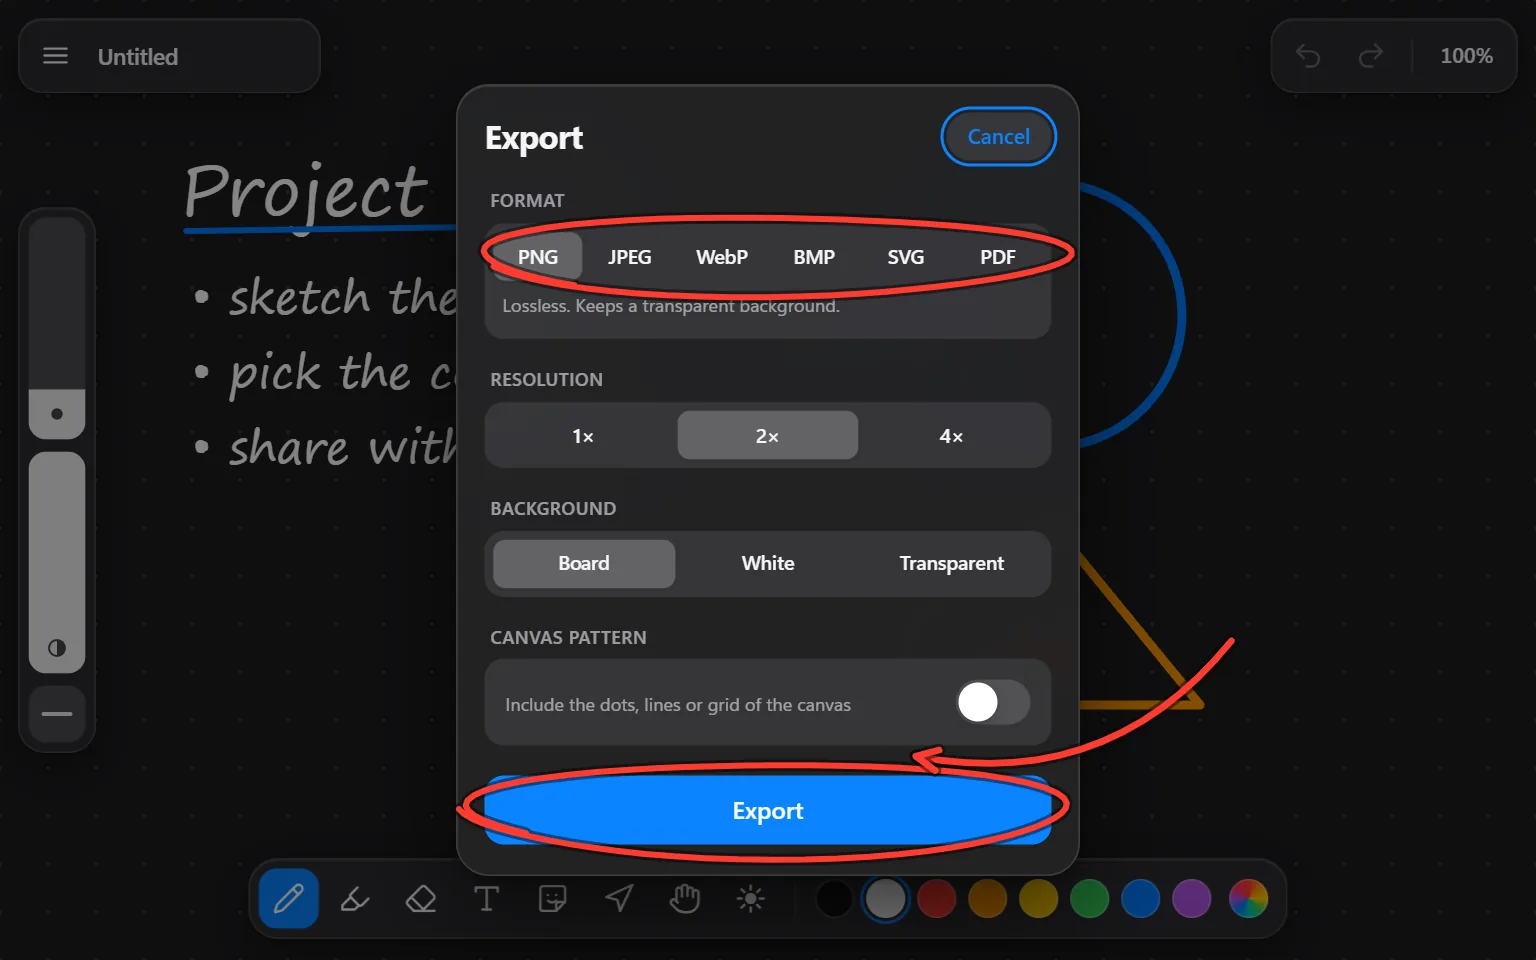 Untitled
100%
Export
Cancel
Project
FORMAT
PNG JPEG WebP BMP SVG PDF
Lossless. Keeps a transparent background.
• sketch the
• pick the
• share with
RESOLUTION
1× 2× 4×
BACKGROUND
Board White Transparent
CANVAS PATTERN
Include the dots, lines or grid of the canvas
Export
T